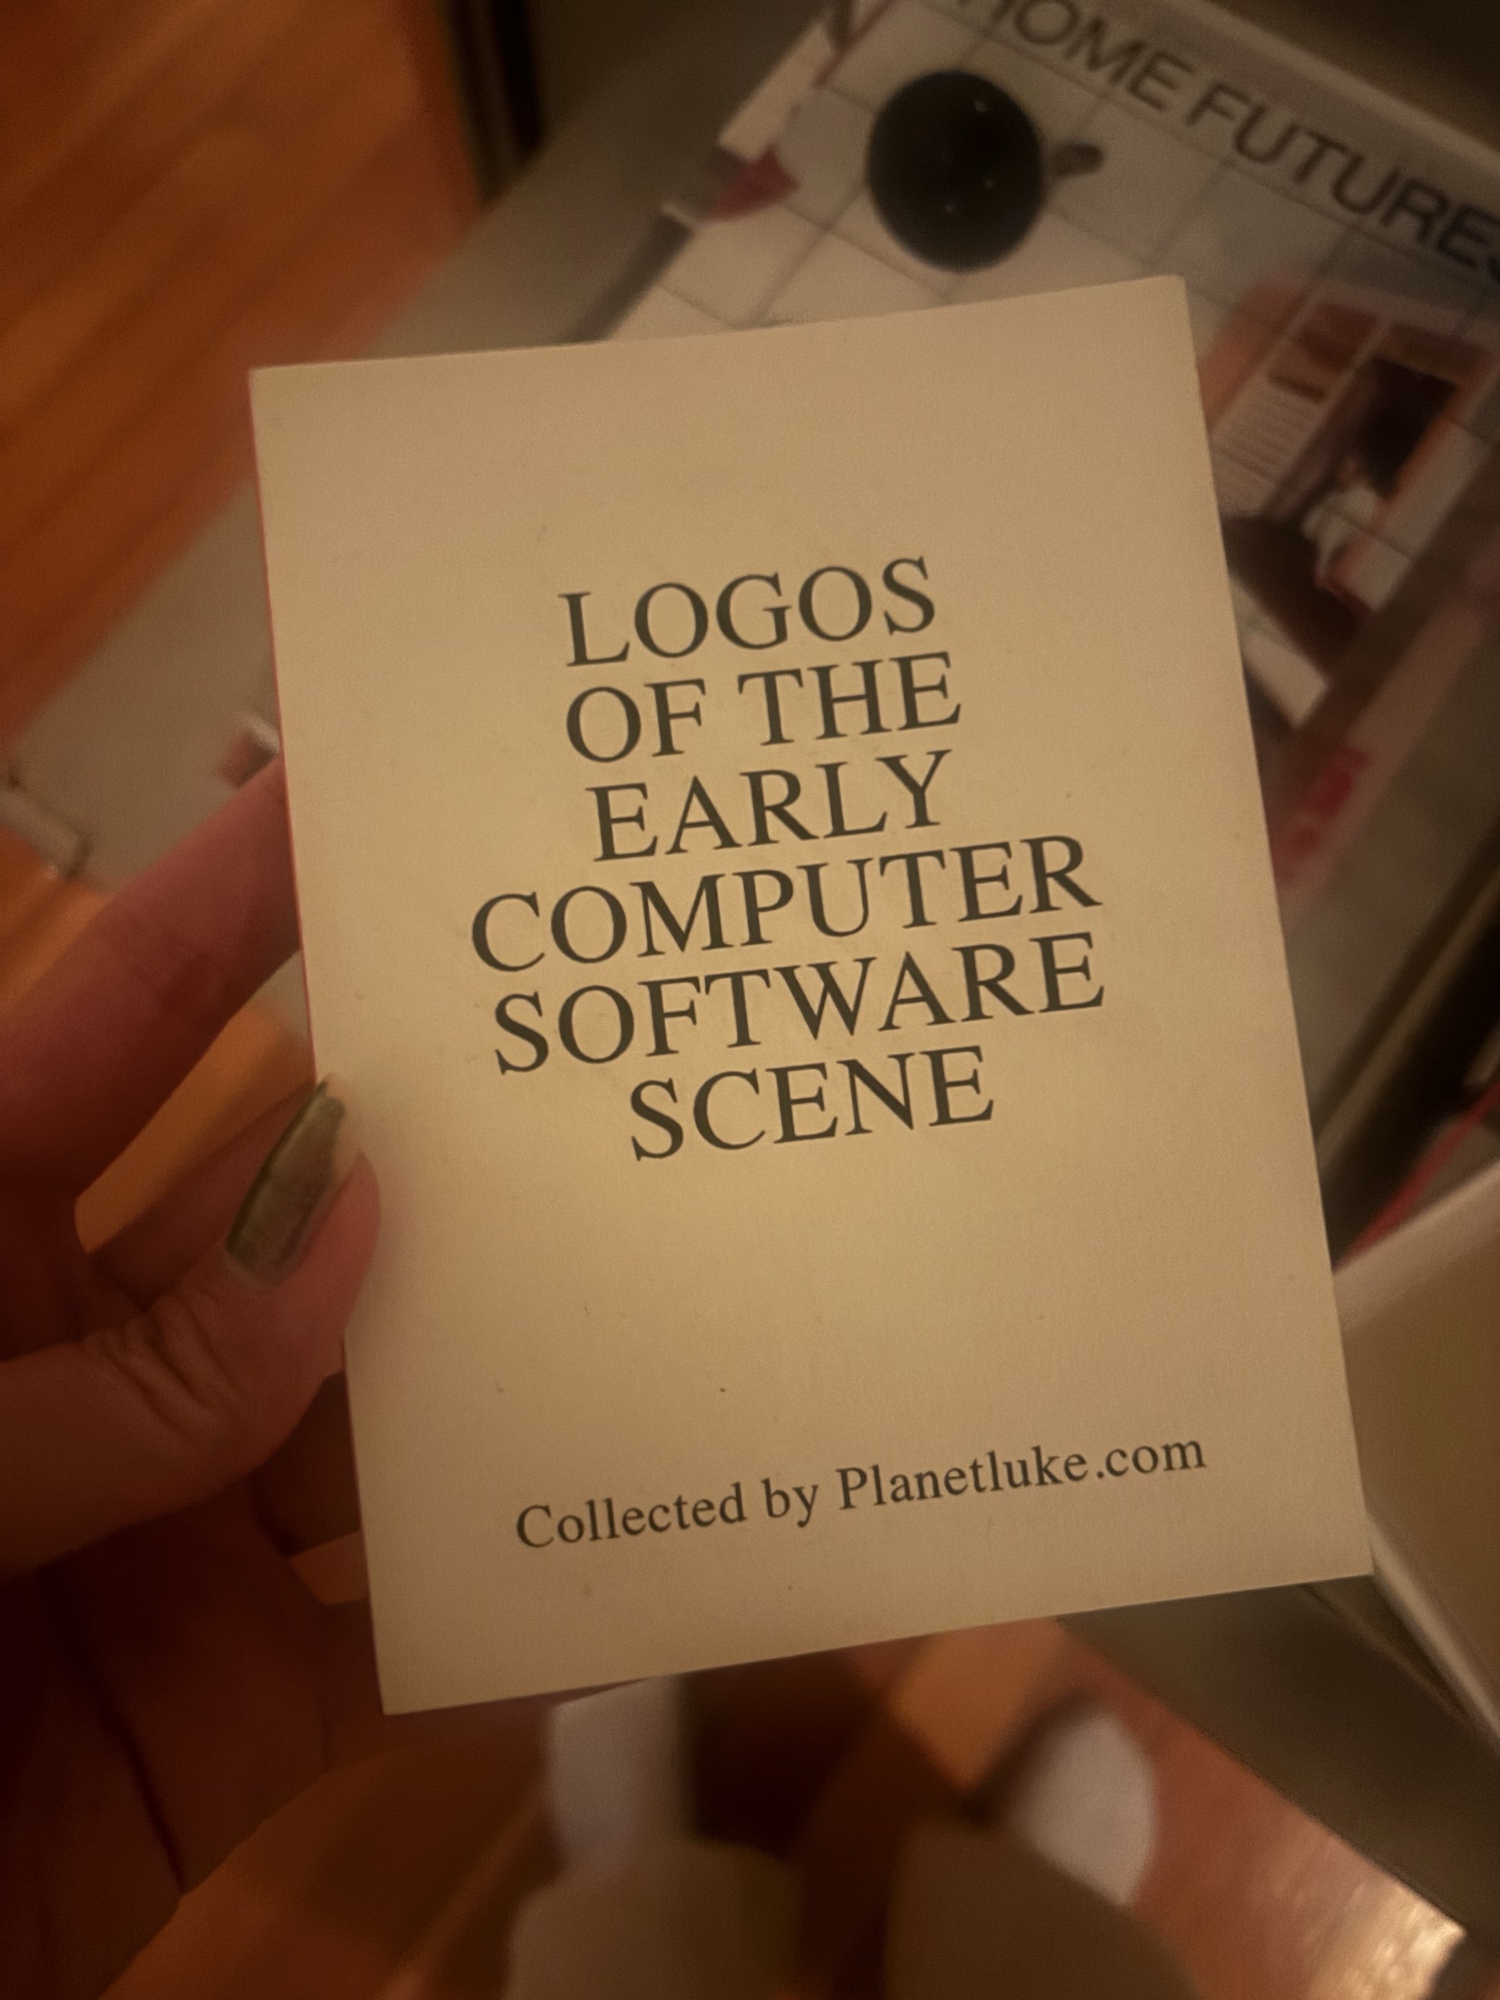 HOME FUTURES
LOGOS
OF THE
EARLY
COMPUTER
SOFTWARE
SCENE
Collected by Planetluke.com